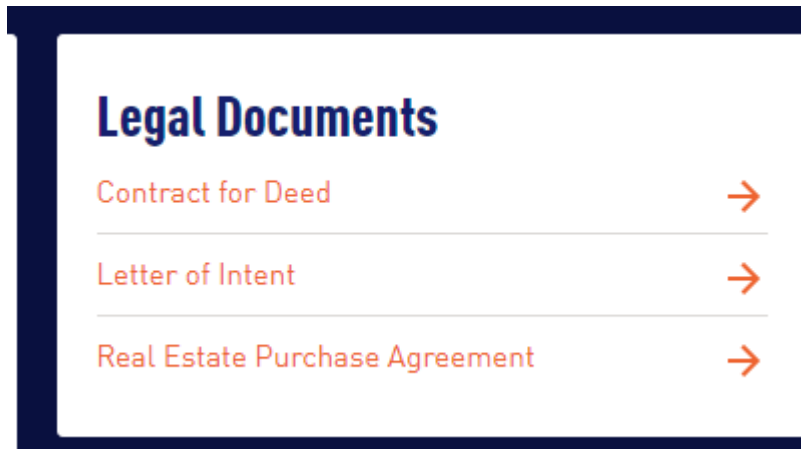 Legal Documents
Contract for Deed
Letter of Intent
Real Estate Purchase Agreement